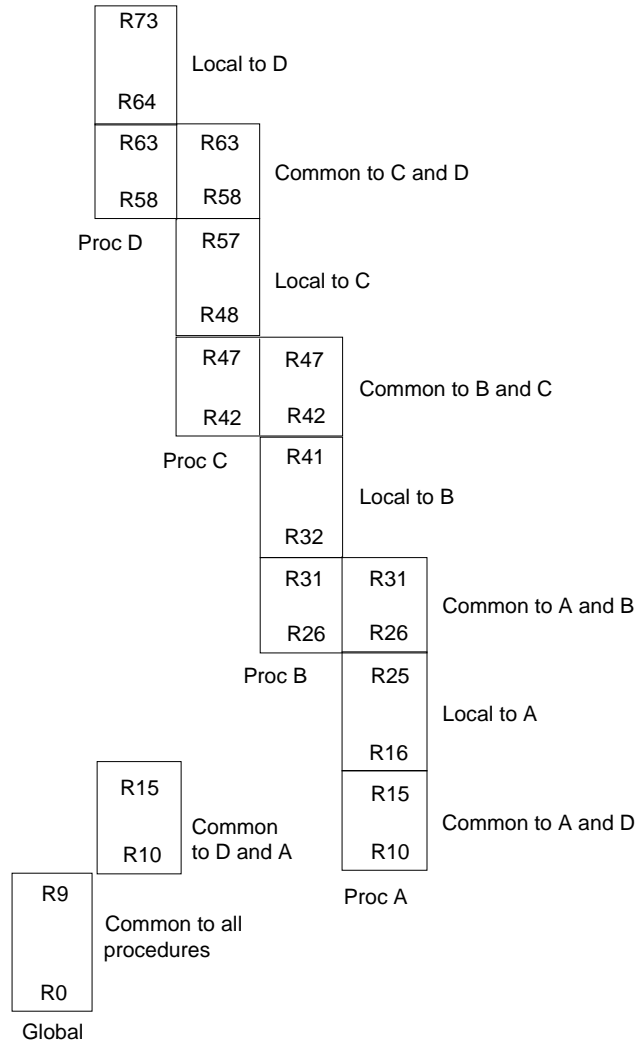 R73
Local to D
R64
R63 R63
Common to C and D
R58 R58
Proc D R57
Local to C
R48
R47 R47
Common to B and C
R42 R42
Proc C R41
Local to B
R32
R31 R31
Common to A and B
R26 R26
Proc B R25
Local to A
R16
R15 R15
Common to A and D
Common
to D and A
R10 R10
Proc A
R9
Common to all
procedures
R0
Global